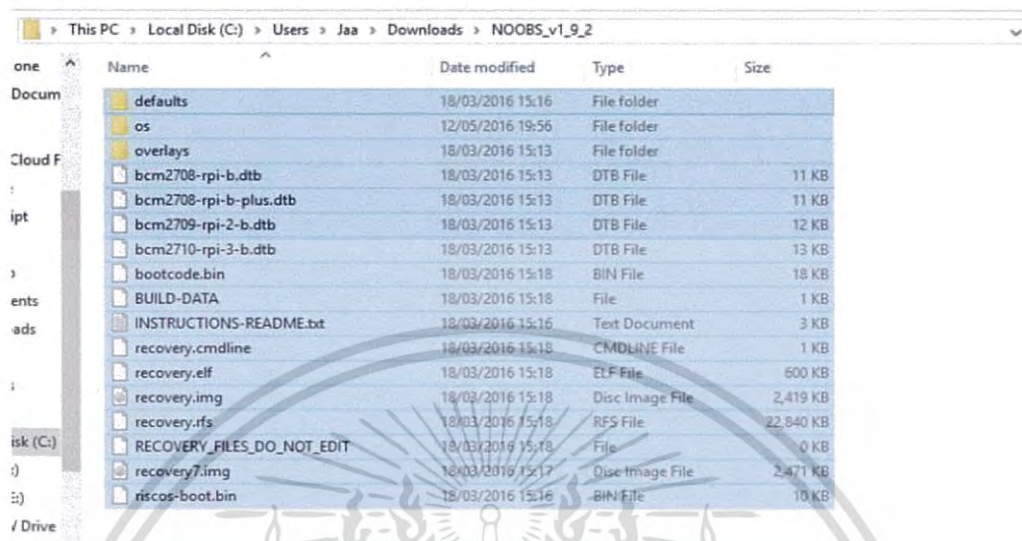 This PC > Local Disk (C:) > Users > Jaa > Downloads > NOOBS_v1_9_2
one Name Date modified Type Size
Docum defaults 18/03/2016 15:16 File folder
os 12/05/2016 19:56 File folder
Cloud F overlays 18/03/2016 15:13 File folder
bcm2708-rpi-b.dtb 18/03/2016 15:13 DTB File 11 KB
ipt bcm2708-rpi-b-plus.dtb 18/03/2016 15:13 DTB File 11 KB
bcm2709-rpi-2-b.dtb 18/03/2016 15:13 DTB File 12 KB
bcm2710-rpi-3-b.dtb 18/03/2016 15:13 DTB File 13 KB
bootcode.bin 18/03/2016 15:18 BIN File 18 KB
ents BUILD-DATA 18/03/2016 15:18 File 1 KB
oads INSTRUCTIONS-README.txt 18/03/2016 15:16 Text Document 3 KB
recovery.cmdline 18/03/2016 15:18 CMDLINE File 1 KB
recovery.elf 18/03/2016 15:18 ELF File 600 KB
recovery.img 18/03/2016 15:18 Disc Image File 2,419 KB
recovery.rfs 18/03/2016 15:18 RFS File 22,840 KB
isk (C:) RECOVERY_FILES_DO_NOT_EDIT 18/03/2016 15:18 File 0 KB
:) recovery7.img 18/03/2016 15:17 Disc Image File 2,471 KB
E:) riscos-boot.bin 18/03/2016 15:16 BIN File 10 KB
/ Drive